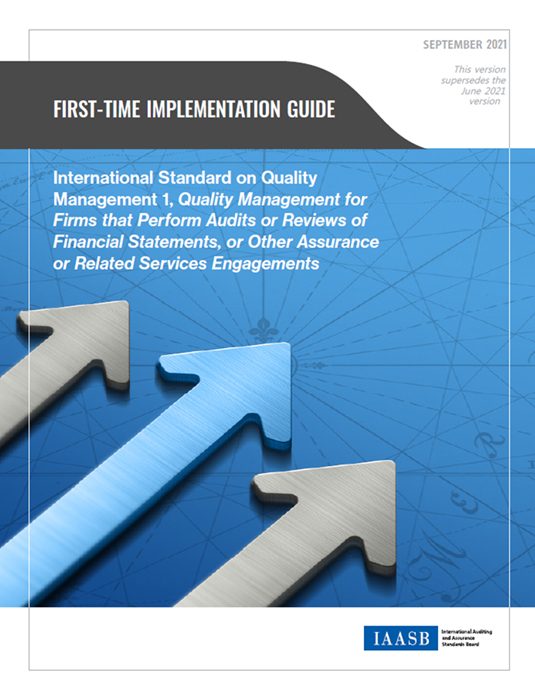 SEPTEMBER 2021
This version
supersedes the
June 2021
version
FIRST-TIME IMPLEMENTATION GUIDE
International Standard on Quality
Management 1, Quality Management for
Firms that Perform Audits or Reviews of
Financial Statements, or Other Assurance
or Related Services Engagements
R
E
M
IAASB
International Auditing
and Assurance
Standards Board